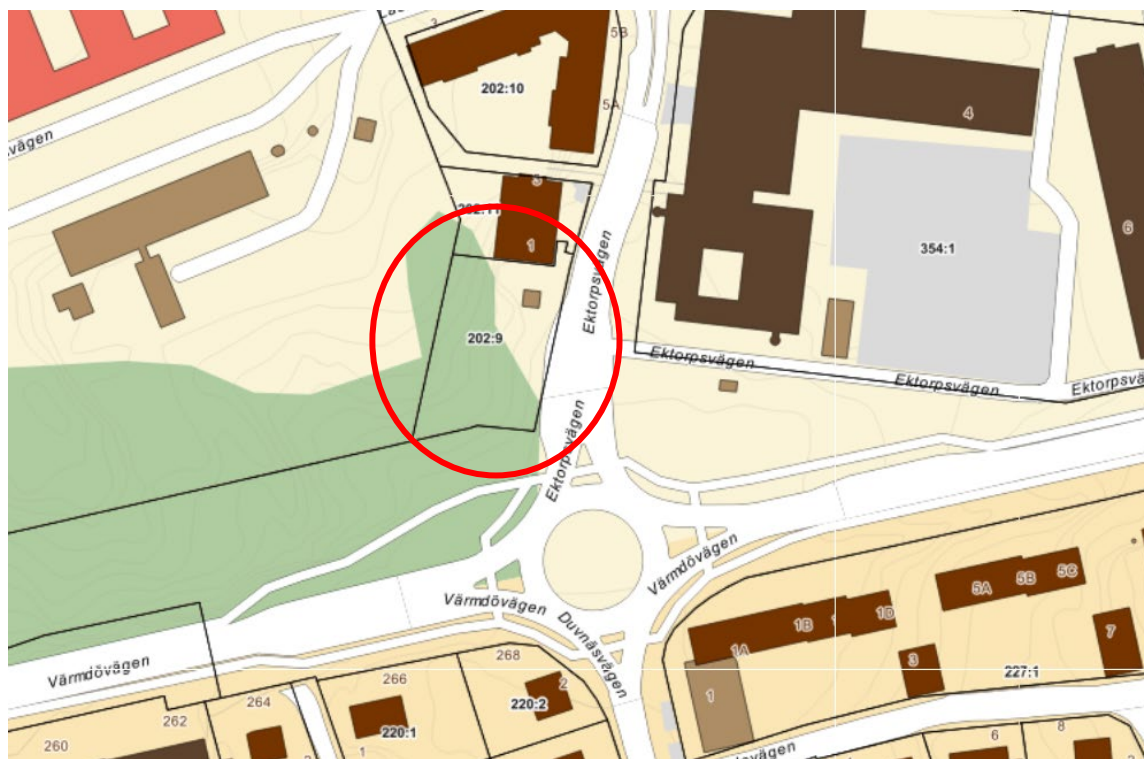 5B
202:10
5A
4
vägen
5
202:11
1
354:1
6
Ektorpsvägen
202:9
Ektorpsvägen
Ektorpsvägen
Ektorpsvä
Ektorpsvägen
Värmdövägen
Värmdövägen
Duvnäsvägen
5A
5B
5C
1A
1B
1D
7
3
1
227:1
Värmdövägen
268
266
264
262
260
2
220:2
220:1
1
6
8
vägen